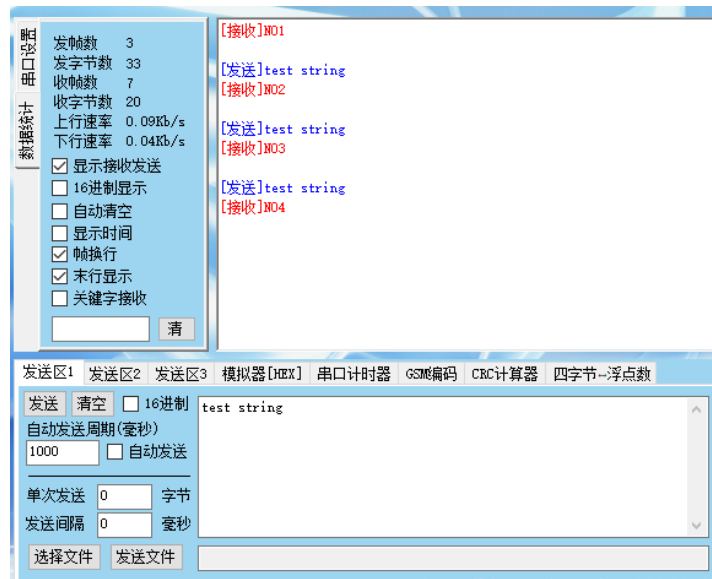 串口设置
数据统计
发帧数 3
发字节数 33
收帧数 7
收字节数 20
上行速率 0.09Kb/s
下行速率 0.04Kb/s
显示接收发送
16进制显示
自动清空
显示时间
帧换行
末行显示
关键字接收
清
[接收]NO1
[发送]test string
[接收]NO2
[发送]test string
[接收]NO3
[发送]test string
[接收]NO4
发送区1 发送区2 发送区3 模拟器[HEX] 串口计时器 GSM编码 CRC计算器 四字节--浮点数
发送 清空 16进制
自动发送周期(毫秒)
1000 自动发送
单次发送 0 字节
发送间隔 0 毫秒
选择文件 发送文件
test string